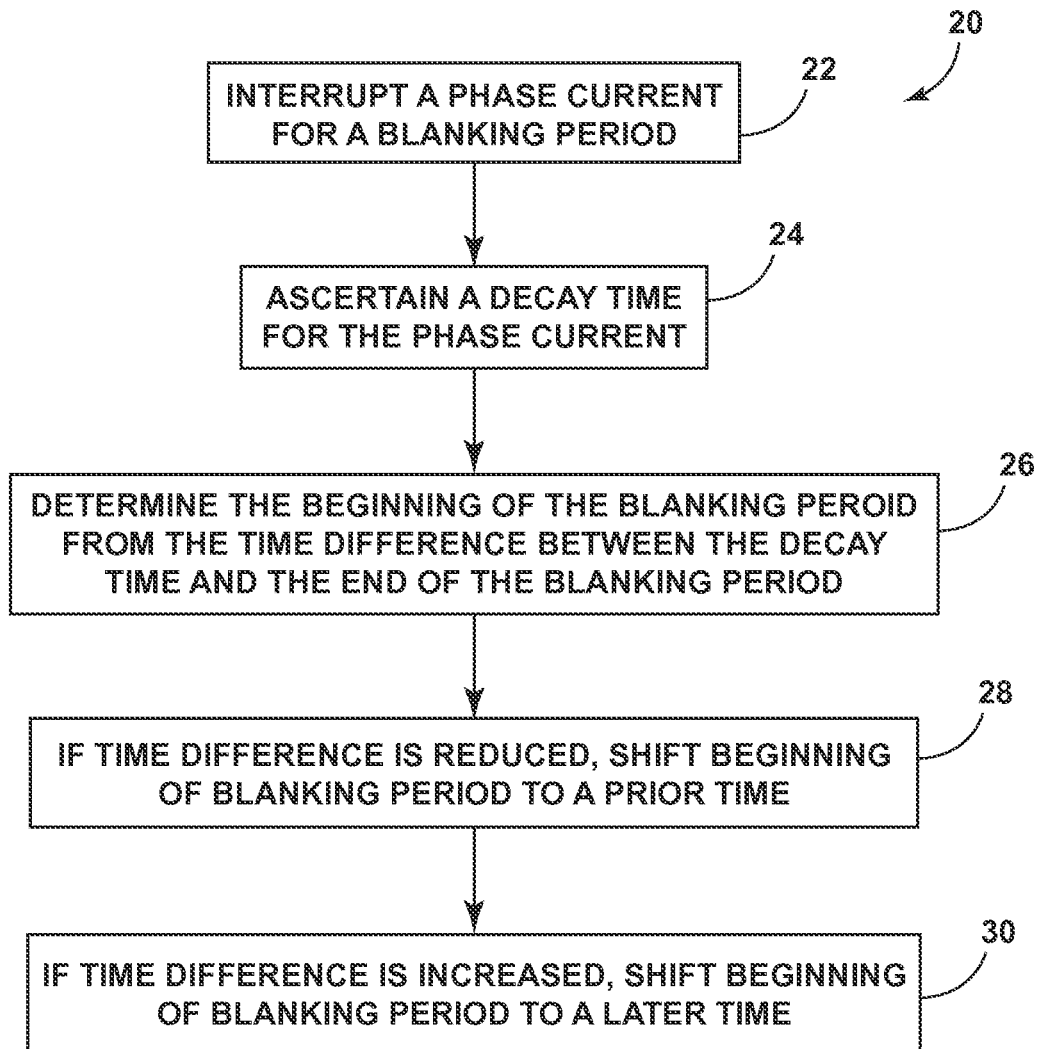 20
22
INTERRUPT A PHASE CURRENT
FOR A BLANKING PERIOD
24
ASCERTAIN A DECAY TIME
FOR THE PHASE CURRENT
26
DETERMINE THE BEGINNING OF THE BLANKING PEROID
FROM THE TIME DIFFERENCE BETWEEN THE DECAY
TIME AND THE END OF THE BLANKING PERIOD
28
IF TIME DIFFERENCE IS REDUCED, SHIFT BEGINNING
OF BLANKING PERIOD TO A PRIOR TIME
30
IF TIME DIFFERENCE IS INCREASED, SHIFT BEGINNING
OF BLANKING PERIOD TO A LATER TIME